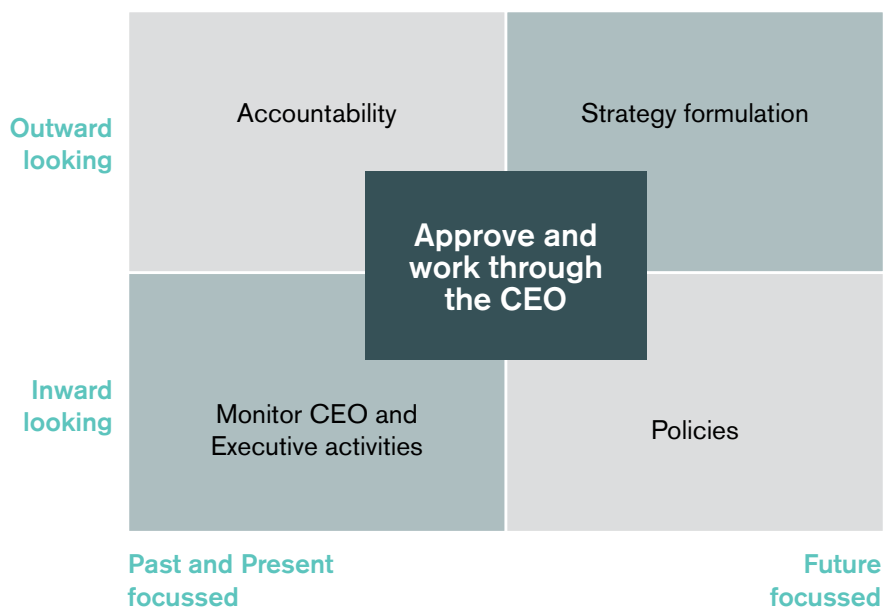 Outward
looking
Accountability
Strategy formulation
Approve and
work through
the CEO
Inward
looking
Monitor CEO and
Executive activities
Policies
Past and Present
focussed
Future
focussed